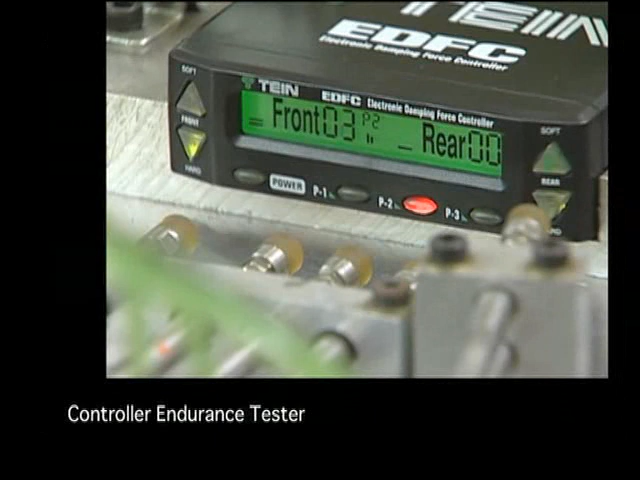 TEIN
EDFC
Electronic Damping Force Controller
SOFT
TEIN EDFC Electronic Damping Force Controller
Front03 P2 Rear00
FRONT
HARD
SOFT
REAR
POWER P-1 P-2 P-3
Controller Endurance Tester